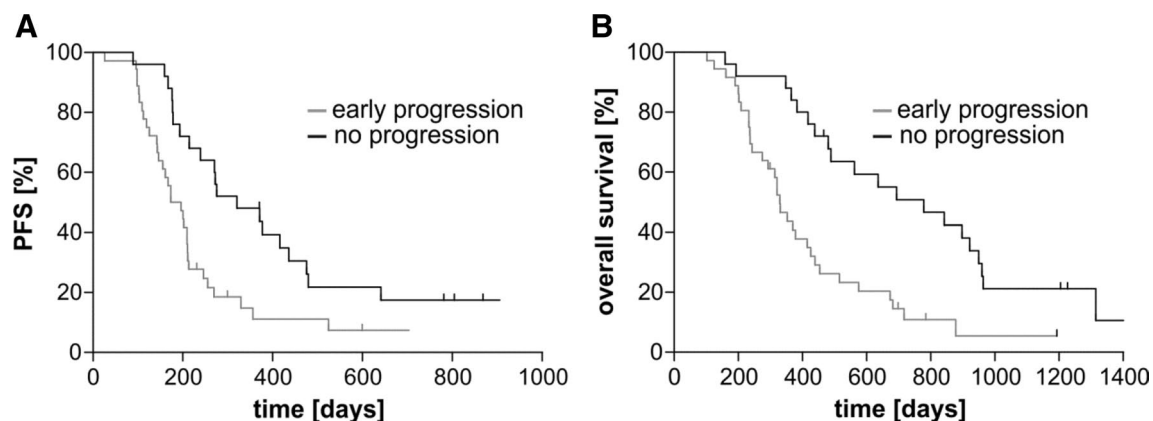 A
100
80
60
40
20
0
PFS [%]
early progression
no progression
0 200 400 600 800 1000
time [days]
B
100
80
60
40
20
0
overall survival [%]
early progression
no progression
0 200 400 600 800 1000 1200 1400
time [days]